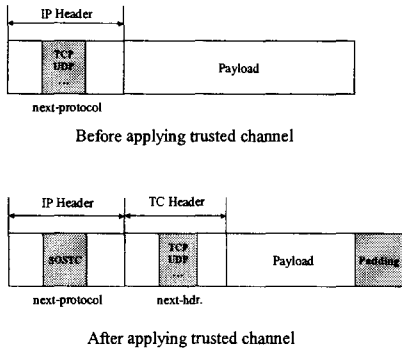 IP Header
TCP
UDP
...
Payload
next-protocol
Before applying trusted channel
IP Header
TC Header
SOSTC
TCP
UDP
...
Payload
Padding
next-protocol
next-hdr.
After applying trusted channel